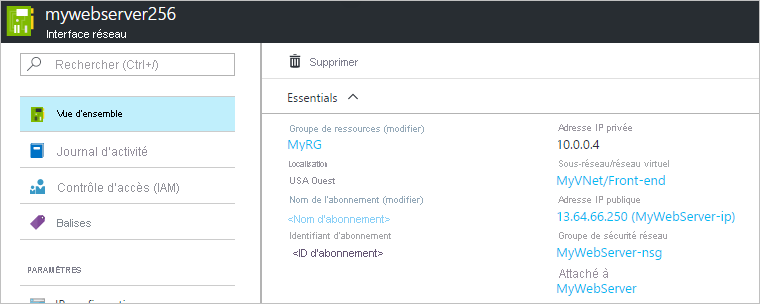 mywebserver256
Interface réseau
Rechercher (Ctrl+/)
Vue d'ensemble
Journal d'activité
Contrôle d'accès (IAM)
Balises
PARAMÈTRES
Supprimer
Essentials
Groupe de ressources (modifier)
MyRG
Localisation
USA Ouest
Nom de l'abonnement (modifier)
<Nom d'abonnement>
Identifiant d'abonnement
<ID d'abonnement>
Adresse IP privée
10.0.0.4
Sous-réseau/réseau virtuel
MyVNet/Front-end
Adresse IP publique
13.64.66.250 (MyWebServer-ip)
Groupe de sécurité réseau
MyWebServer-nsg
Attaché à
MyWebServer